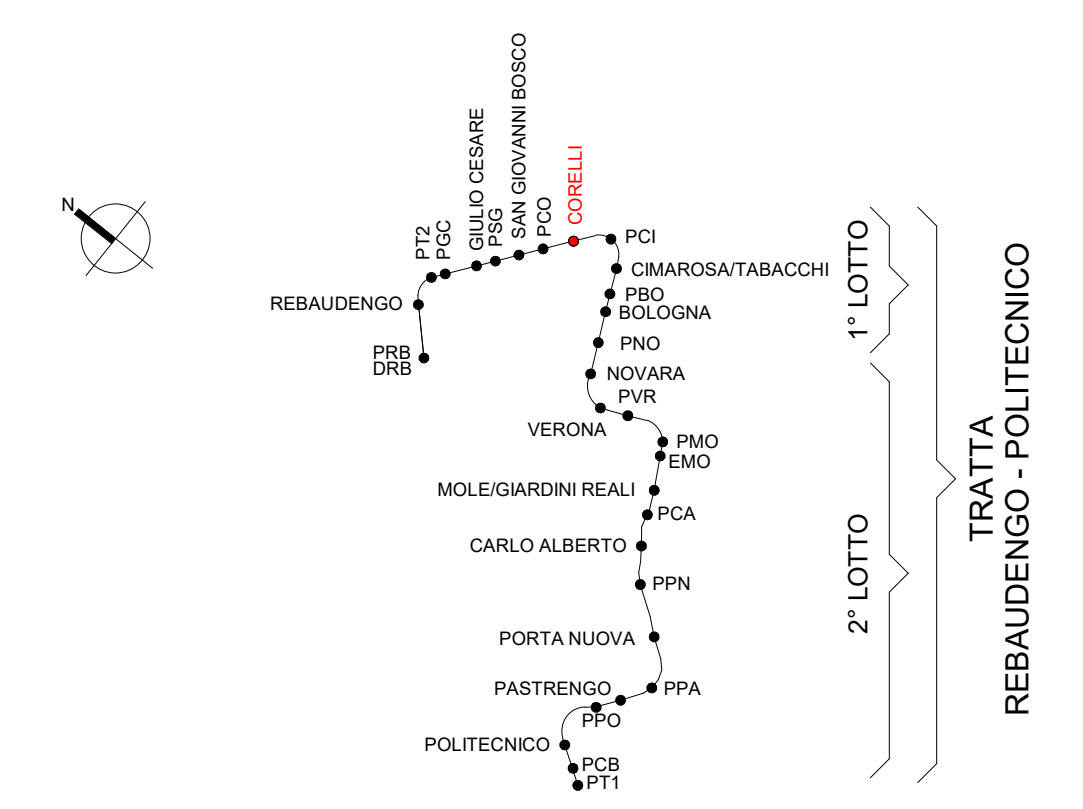 N
PT2
PGC
GIULIO CESARE
PSG
SAN GIOVANNI BOSCO
PCO
CORELLI
PCI
CIMAROSA/TABACCHI
REBAUDENGO
PBO
BOLOGNA
PRB
DRB
PNO
NOVARA
PVR
VERONA
PMO
EMO
MOLE/GIARDINI REALI
PCA
CARLO ALBERTO
PPN
PORTA NUOVA
PASTRENGO
PPA
PPO
POLITECNICO
PCB
PT1
1° LOTTO
2° LOTTO
TRATTA
REBAUDENGO - POLITECNICO